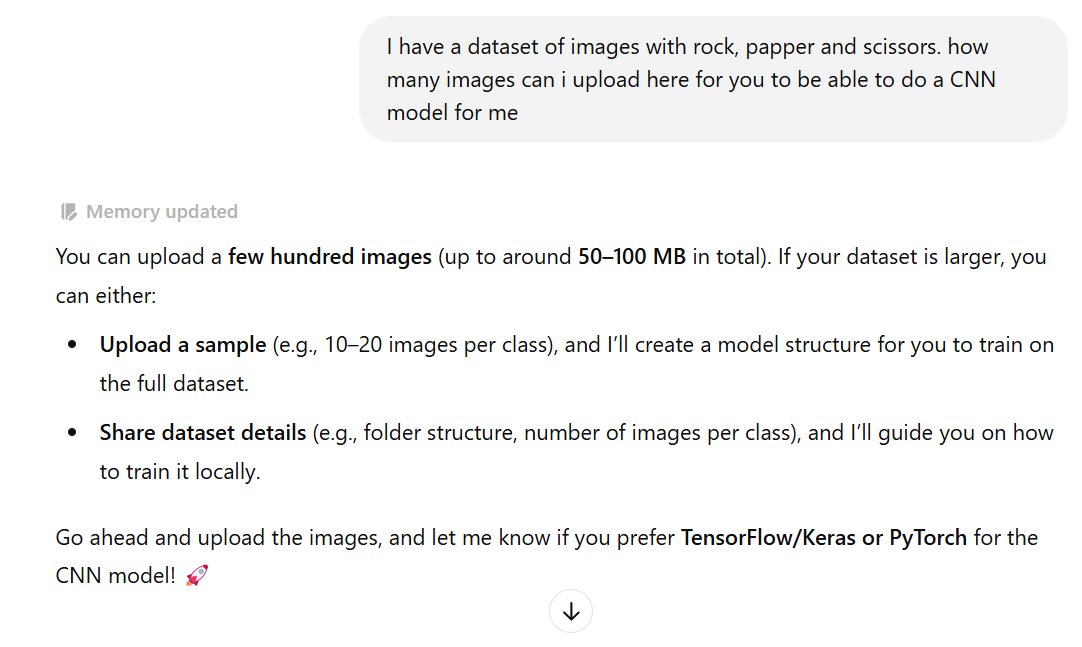 I have a dataset of images with rock, papper and scissors. how
many images can i upload here for you to be able to do a CNN
model for me
Memory updated
You can upload a few hundred images (up to around 50–100 MB in total). If your dataset is larger, you
can either:
• Upload a sample (e.g., 10–20 images per class), and I’ll create a model structure for you to train on
the full dataset.
• Share dataset details (e.g., folder structure, number of images per class), and I’ll guide you on how
to train it locally.
Go ahead and upload the images, and let me know if you prefer TensorFlow/Keras or PyTorch for the
CNN model! 🚀